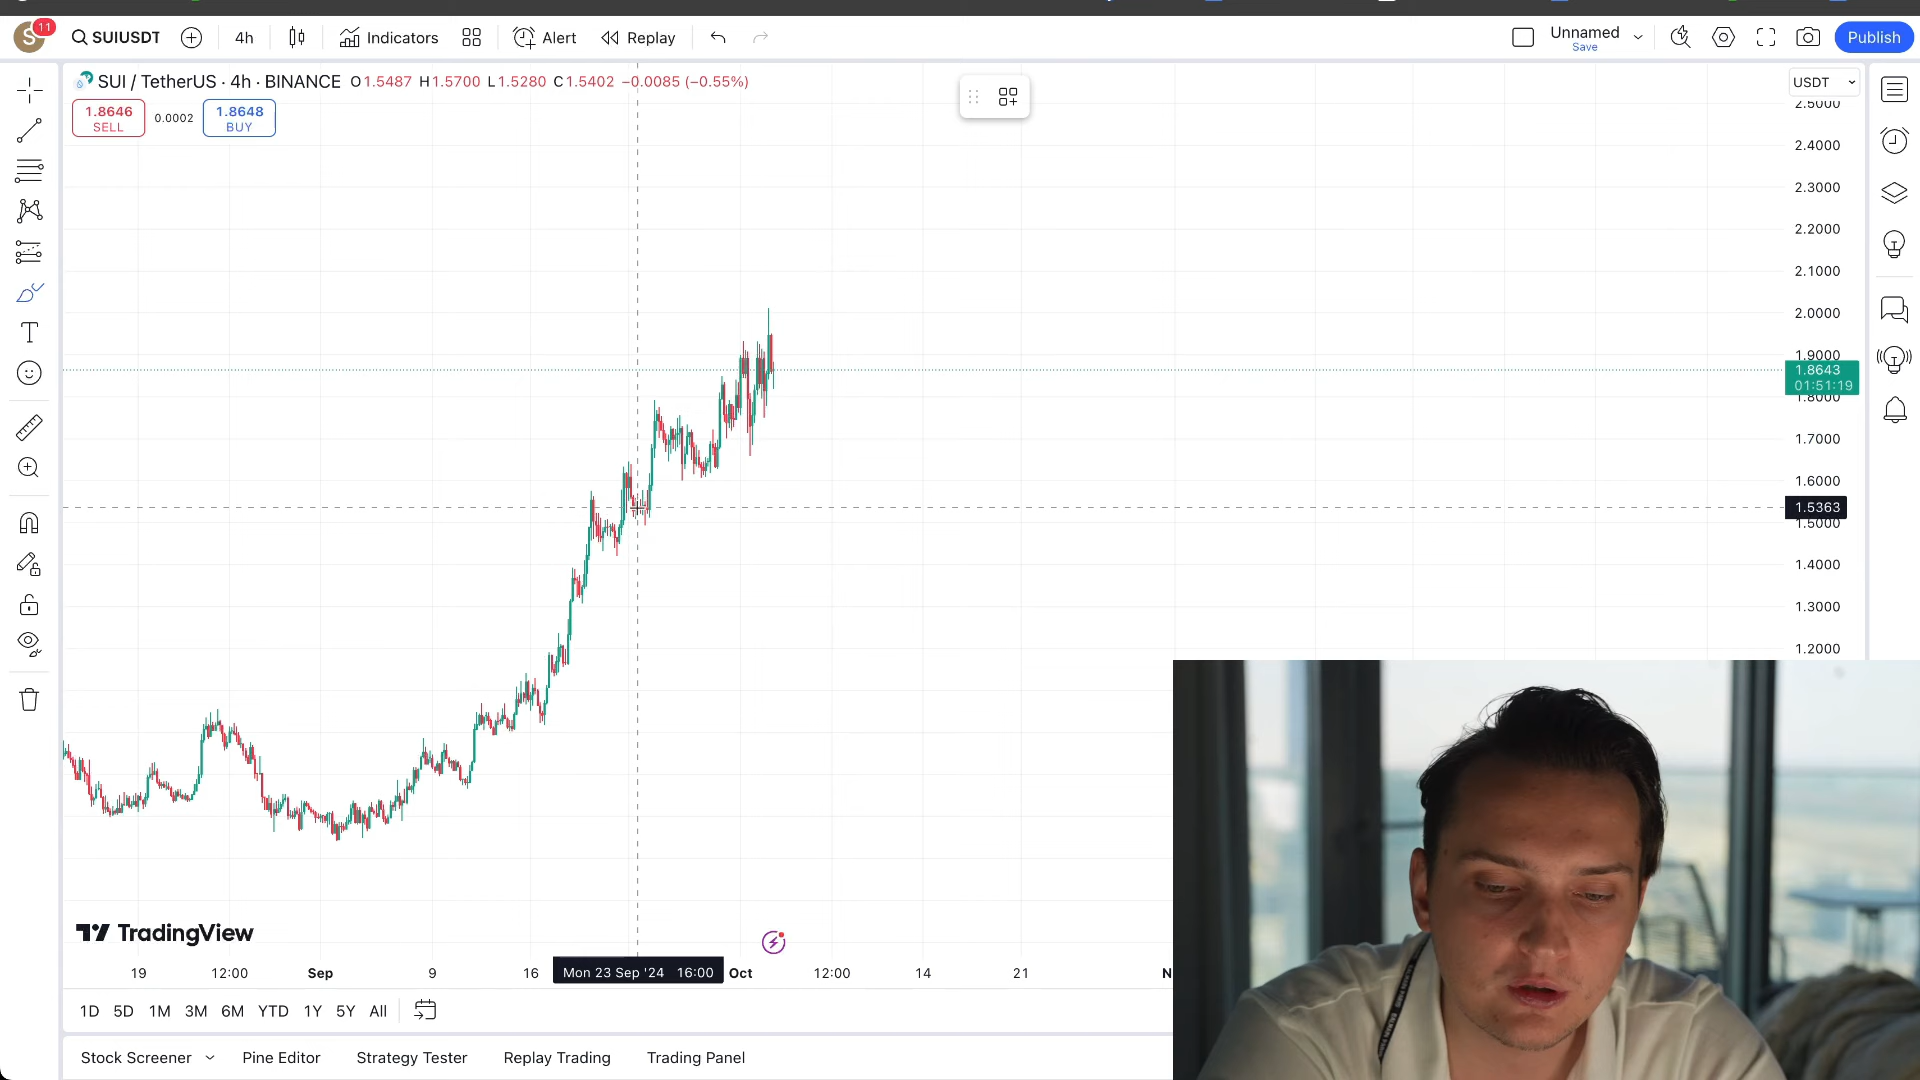 S 11 SUIUSDT 4h Indicators Alert Replay Unnamed Publish
Save
SUI / TetherUS · 4h · BINANCE O1.5487 H1.5700 L1.5280 C1.5402 −0.0085 (−0.55%)
USDT
1.8646 0.0002 1.8648
SELL BUY
2.5000
2.4000
2.3000
2.2000
2.1000
2.0000
1.9000
1.8643
01:51:19
1.8000
1.7000
1.6000
1.5363
1.5000
1.4000
1.3000
1.2000
TradingView
19 12:00 Sep 9 16 Mon 23 Sep '24 16:00 Oct 12:00 14 21 N
1D 5D 1M 3M 6M YTD 1Y 5Y All
Stock Screener Pine Editor Strategy Tester Replay Trading Trading Panel